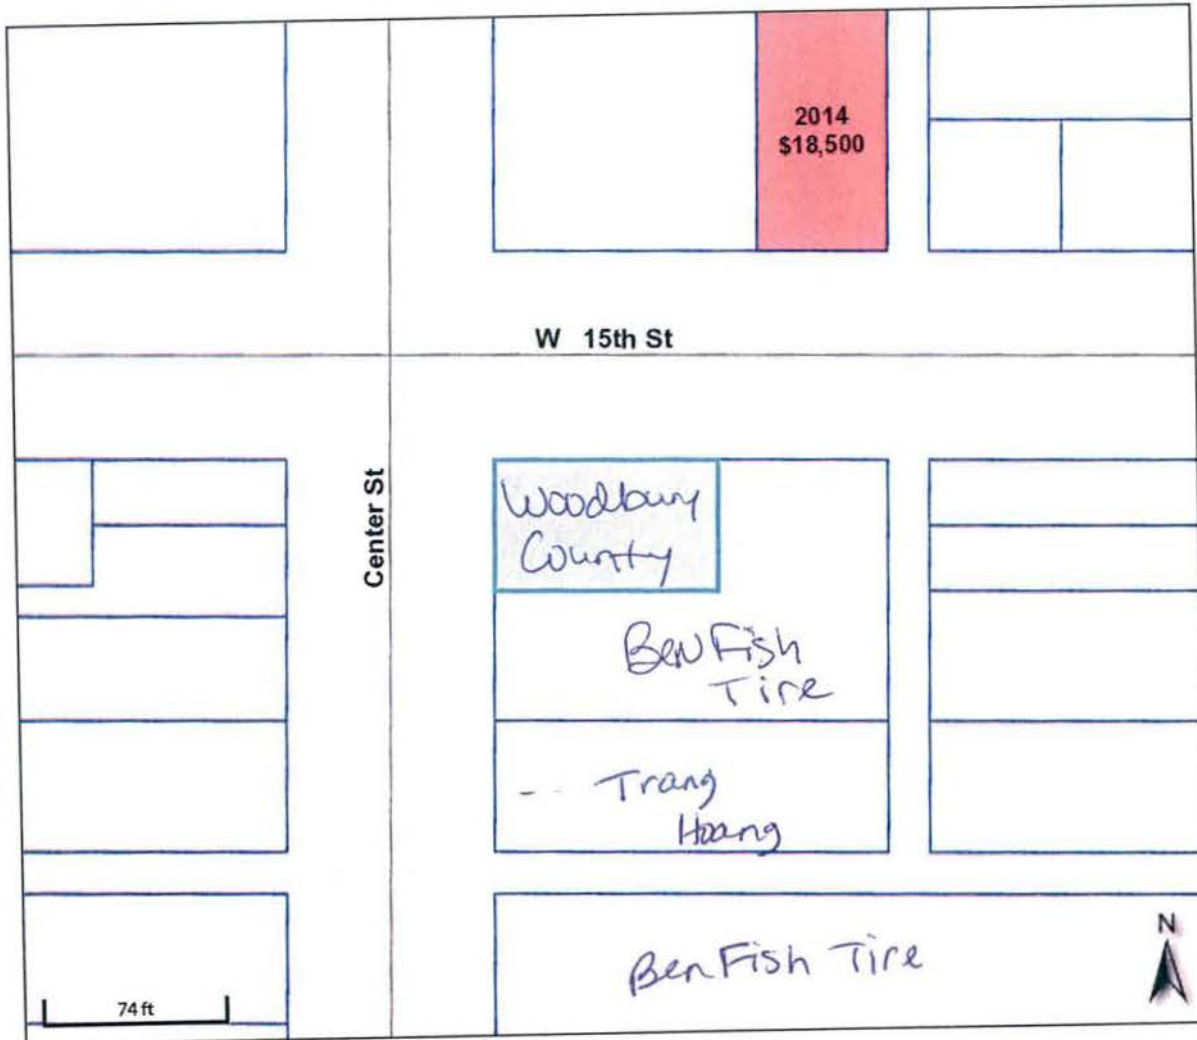 2014
$18,500
W 15th St
Center St
Woodbury
County
Ben Fish
Tire
Trang
Hoang
Ben Fish Tire
N
74 ft